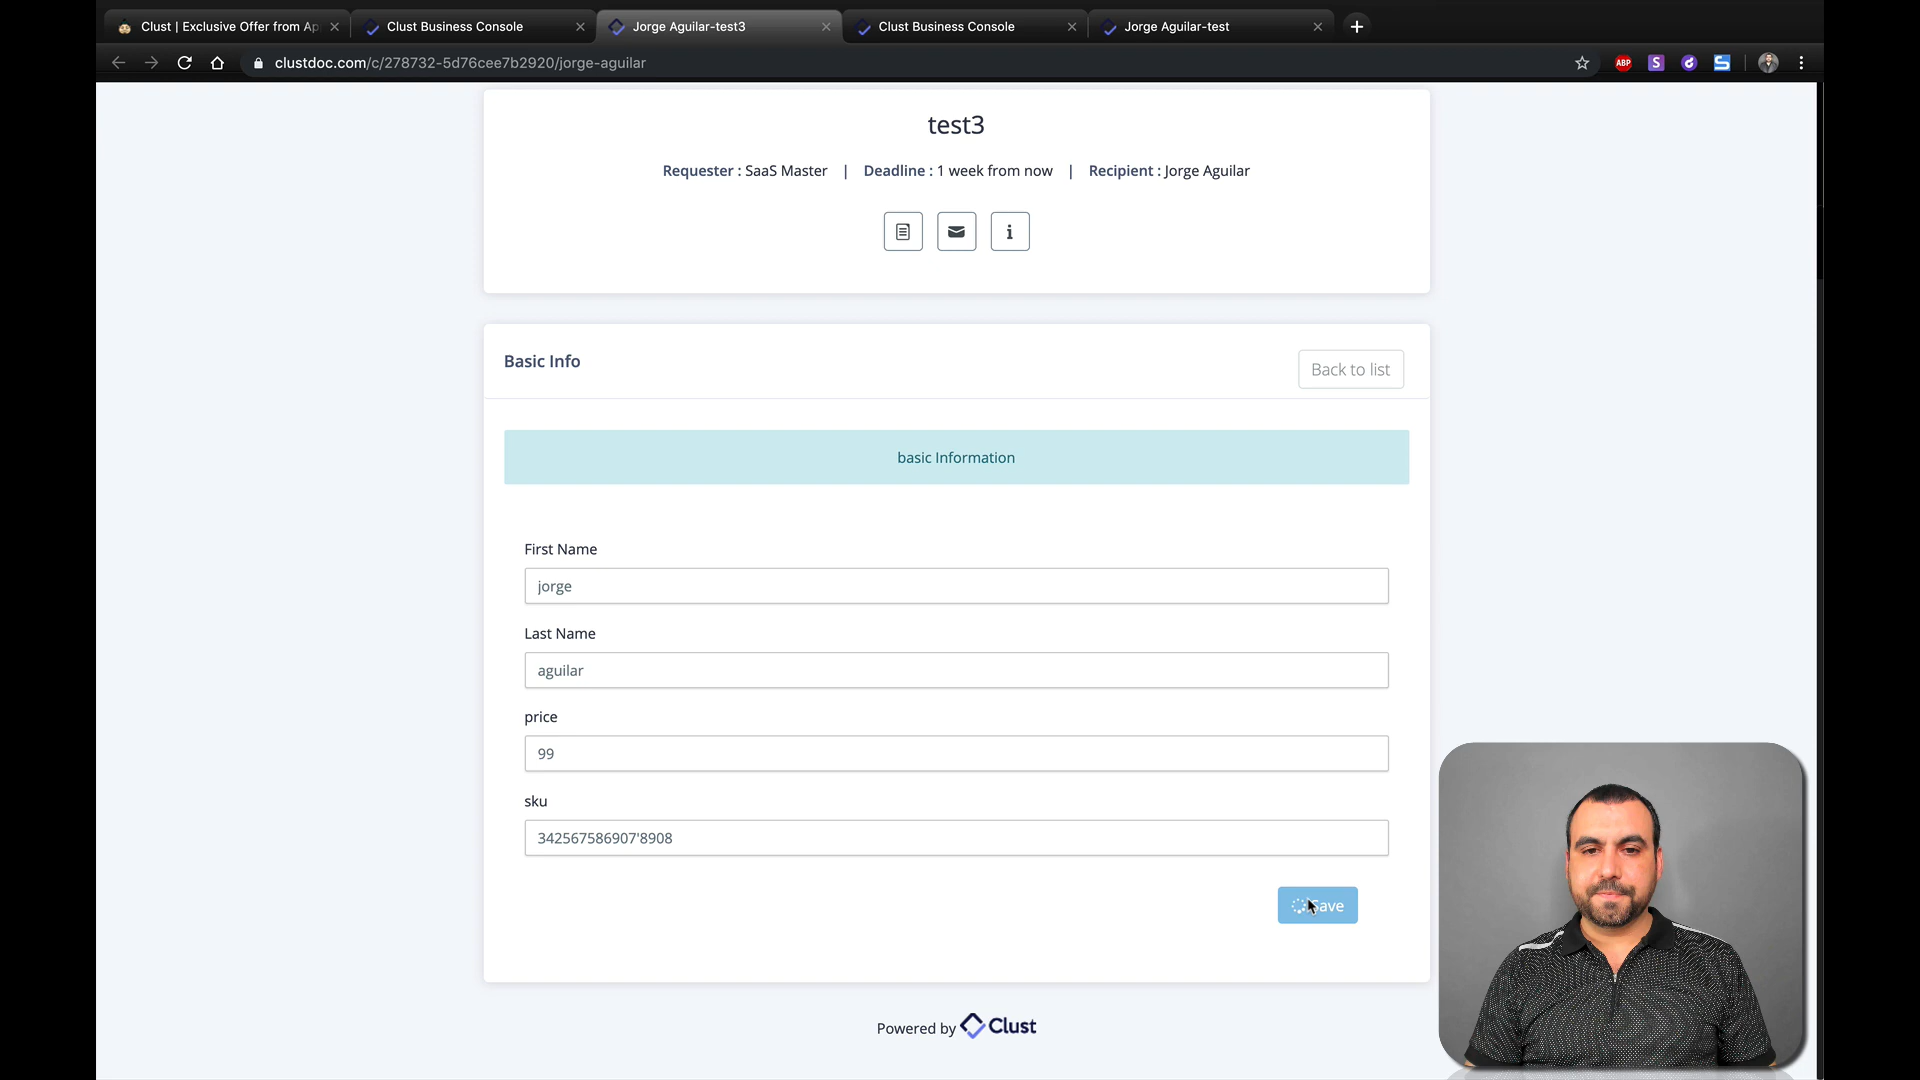 Clust | Exclusive Offer from Ap
Clust Business Console
Jorge Aguilar-test3
Clust Business Console
Jorge Aguilar-test
clustdoc.com/c/278732-5d76cee7b2920/jorge-aguilar
ABP
test3
Requester : SaaS Master | Deadline : 1 week from now | Recipient : Jorge Aguilar
Basic Info
Back to list
basic Information
First Name
jorge
Last Name
aguilar
price
99
sku
342567586907'8908
Save
Powered by Clust